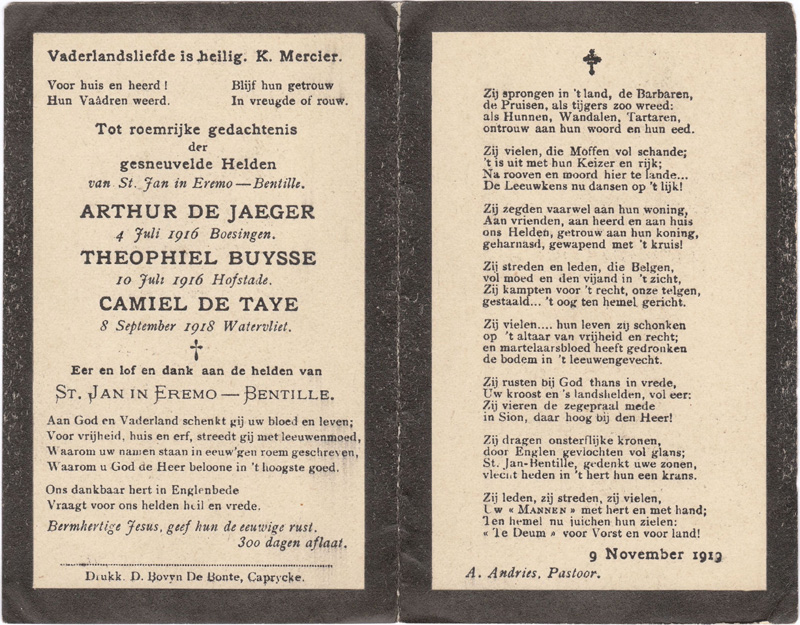 Vaderlandsliefde is heilig. K. Mercier.
Voor huis en heerd ! Blijf hun getrouw
Hun Vaâdren weerd. In vreugde of rouw.
Tot roemrijke gedachtenis
der
gesneuvelde Helden
van St. Jan in Eremo — Bentille.
ARTHUR DE JAEGER
4 Juli 1916 Boesingen.
THEOPHIEL BUYSSE
10 Juli 1916 Hofstade.
CAMIEL DE TAYE
8 September 1918 Watervliet.
Eer en lof en dank aan de helden van
ST. JAN IN EREMO — BENTILLE.
Aan God en Vaderland schenkt gij uw bloed en leven;
Voor vrijheid, huis en erf, streedt gij met leeuwenmoed,
Waarom uw namen staan in eeuw'gen roem geschreven,
Waarom u God de Heer beloone in 't hoogste goed.
Ons dankbaar hert in Englenbede
Vraagt voor ons helden heil en vrede.
Bermhertige Jesus, geef hun de eeuwige rust.
300 dagen aflaat.
Drukk. D. Bovyn De Bonte, Caprycke.
Zij sprongen in 't land, de Barbaren,
de Pruisen, als tijgers zoo wreed:
als Hunnen, Wandalen, Tartaren,
ontrouw aan hun woord en hun eed.
Zij vielen, die Moffen vol schande;
't is uit met hun Keizer en rijk;
Na rooven en moord hier te lande...
De Leeuwkens nu dansen op 't lijk!
Zij zegden vaarwel aan hun woning,
Aan vrienden, aan heerd en aan huis
ons Helden, getrouw aan hun koning,
geharnasd, gewapend met 't kruis!
Zij streden en leden, die Belgen,
vol moed en den vijand in 't zicht,
Zij kampten voor 't recht, onze telgen,
gestaald... 't oog ten hemel gericht.
Zij vielen.... hun leven zij schonken
op 't altaar van vrijheid en recht;
en martelaarsbloed heeft gedronken
de bodem in 't leeuwengevecht.
Zij rusten bij God thans in vrede,
Uw kroost en 's landshelden, vol eer:
Zij vieren de zegepraal mede
in Sion, daar hoog bij den Heer!
Zij dragen onsterflijke kronen,
door Englen gevlochten vol glans;
St. Jan-Bentille, gedenkt uwe zonen,
vlecht heden in 't hert hun een krans.
Zij leden, zij streden, zij vielen,
Uw « MANNEN » met hert en met hand;
Ten hemel nu juichen hun zielen:
« Te Deum » voor Vorst en voor land!
9 November 1919
A. Andries, Pastoor.